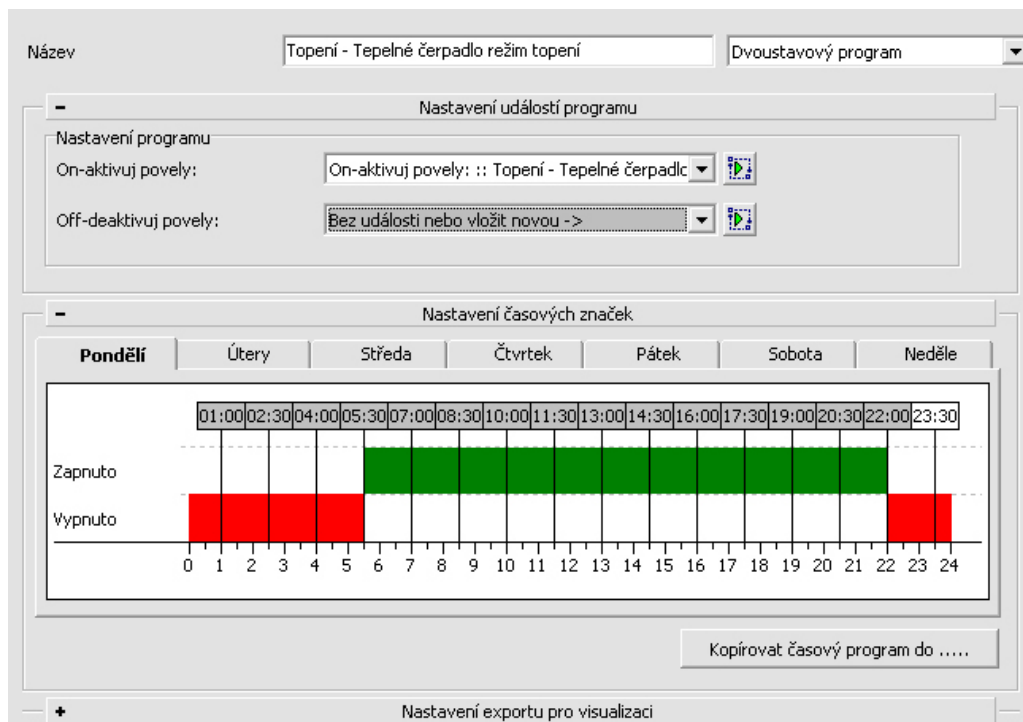 Název Topení - Tepelné čerpadlo režim topení Dvoustavový program
Nastavení událostí programu
Nastavení programu
On-aktivuj povely: On-aktivuj povely: :: Topení - Tepelné čerpadlc
Off-deaktivuj povely: Bez události nebo vložit novou ->
Nastavení časových značek
Pondělí Útery Středa Čtvrtek Pátek Sobota Neděle
01:00 02:30 04:00 05:30 07:00 08:30 10:00 11:30 13:00 14:30 16:00 17:30 19:00 20:30 22:00 23:30
Zapnuto
Vypnuto
0 1 2 3 4 5 6 7 8 9 10 11 12 13 14 15 16 17 18 19 20 21 22 23 24
Kopírovat časový program do .....
Nastavení exportu pro visualizaci